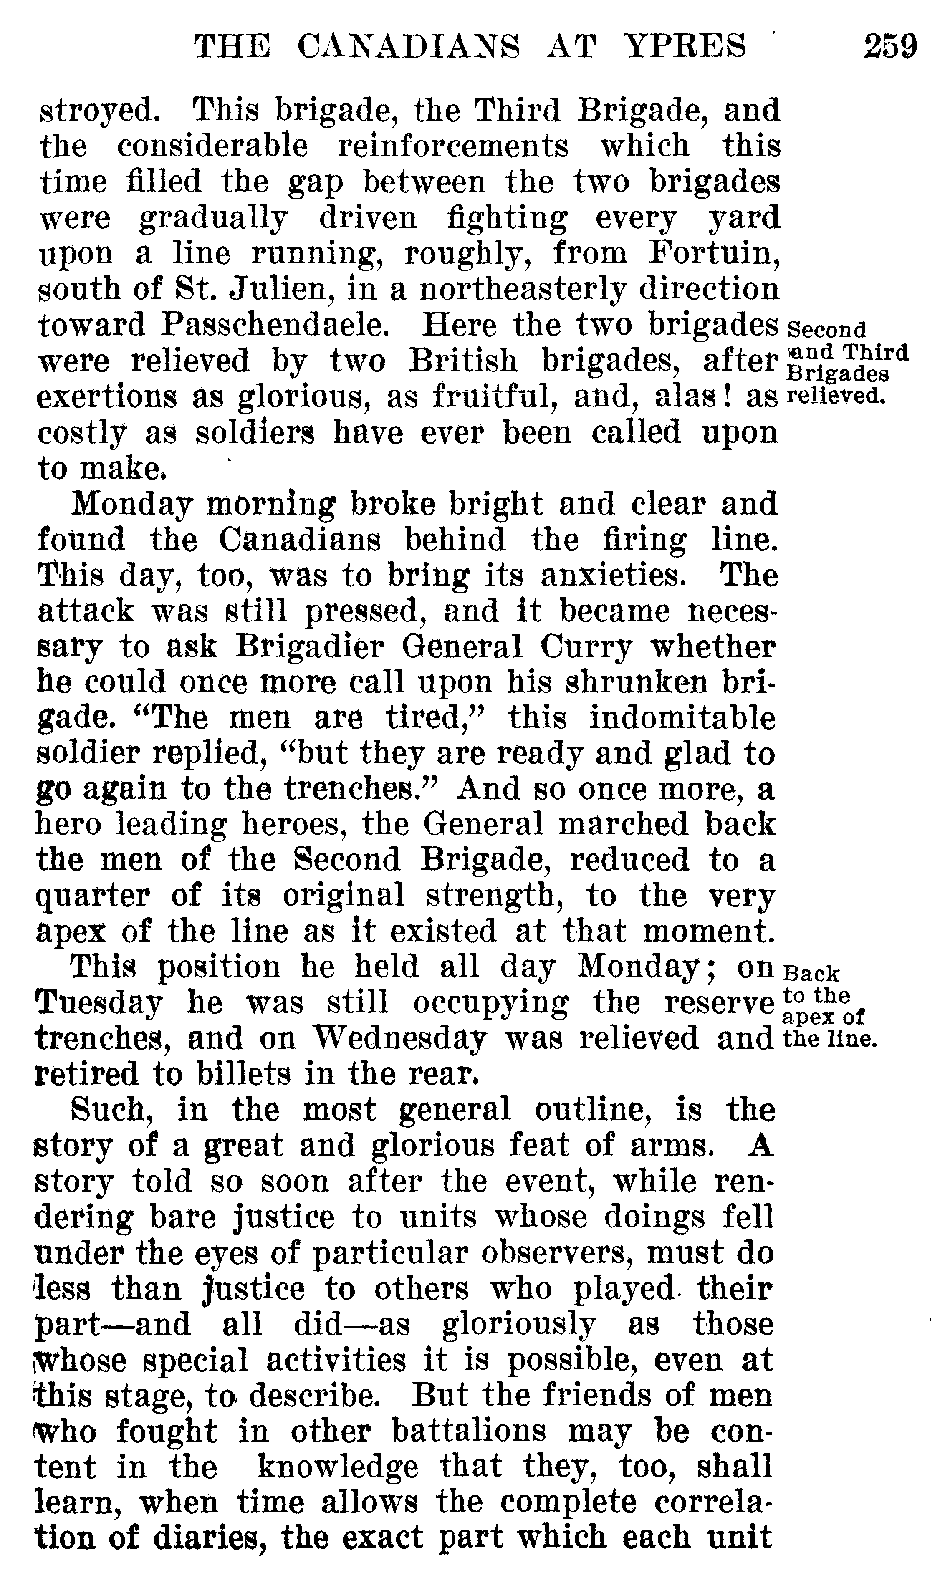 THE CANADIANS AT YPRES 259
stroyed. This brigade, the Third Brigade, and
the considerable reinforcements which this
time filled the gap between the two brigades
were gradually driven fighting every yard
upon a line running, roughly, from Fortuin,
south of St. Julien, in a northeasterly direction
toward Passchendaele. Here the two brigades
were relieved by two British brigades, after
exertions as glorious, as fruitful, and, alas! as
costly as soldiers have ever been called upon
to make.
Second
and Third
Brigades
relieved.
Monday morning broke bright and clear and
found the Canadians behind the firing line.
This day, too, was to bring its anxieties. The
attack was still pressed, and it became neces-
sary to ask Brigadier General Curry whether
he could once more call upon his shrunken bri-
gade. “The men are tired,” this indomitable
soldier replied, “but they are ready and glad to
go again to the trenches.” And so once more, a
hero leading heroes, the General marched back
the men of the Second Brigade, reduced to a
quarter of its original strength, to the very
apex of the line as it existed at that moment.
This position he held all day Monday; on
Tuesday he was still occupying the reserve
trenches, and on Wednesday was relieved and
retired to billets in the rear.
Back
to the
apex of
the line.
Such, in the most general outline, is the
story of a great and glorious feat of arms. A
story told so soon after the event, while ren-
dering bare justice to units whose doings fell
under the eyes of particular observers, must do
less than justice to others who played their
part—and all did—as gloriously as those
whose special activities it is possible, even at
this stage, to describe. But the friends of men
who fought in other battalions may be con-
tent in the knowledge that they, too, shall
learn, when time allows the complete correla-
tion of diaries, the exact part which each unit